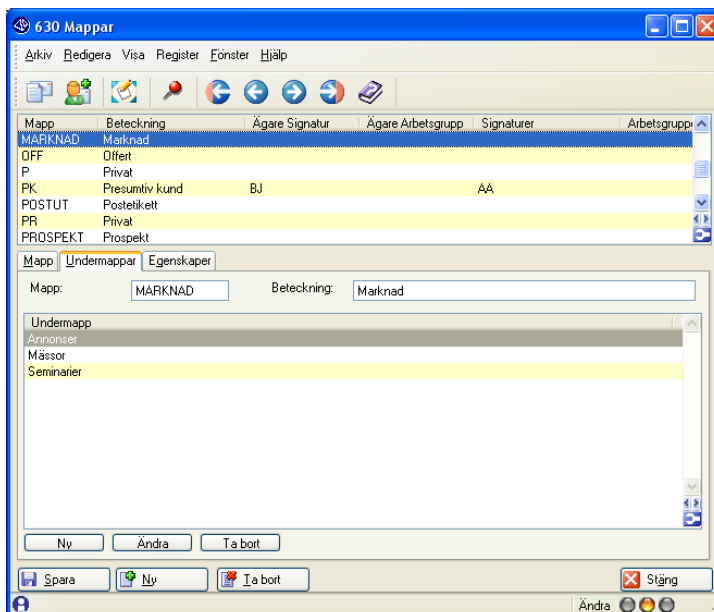 630 Mappar
Arkiv Redigera Visa Register Fönster Hjälp
Mapp Beteckning Ägare Signatur Ägare Arbetsgrupp Signaturer Arbetsgruppe
MARKNAD Marknad
OFF Offert
P Privat
PK Presumtiv kund BJ AA
POSTUT Postetikett
PR Privat
PROSPEKT Prospekt
Mapp Undermappar Egenskaper
Mapp: MARKNAD Beteckning: Marknad
Undermapp
Annonser
Mässor
Seminarier
Ny Ändra Ta bort
Spara Ny Ta bort Stäng
Ändra